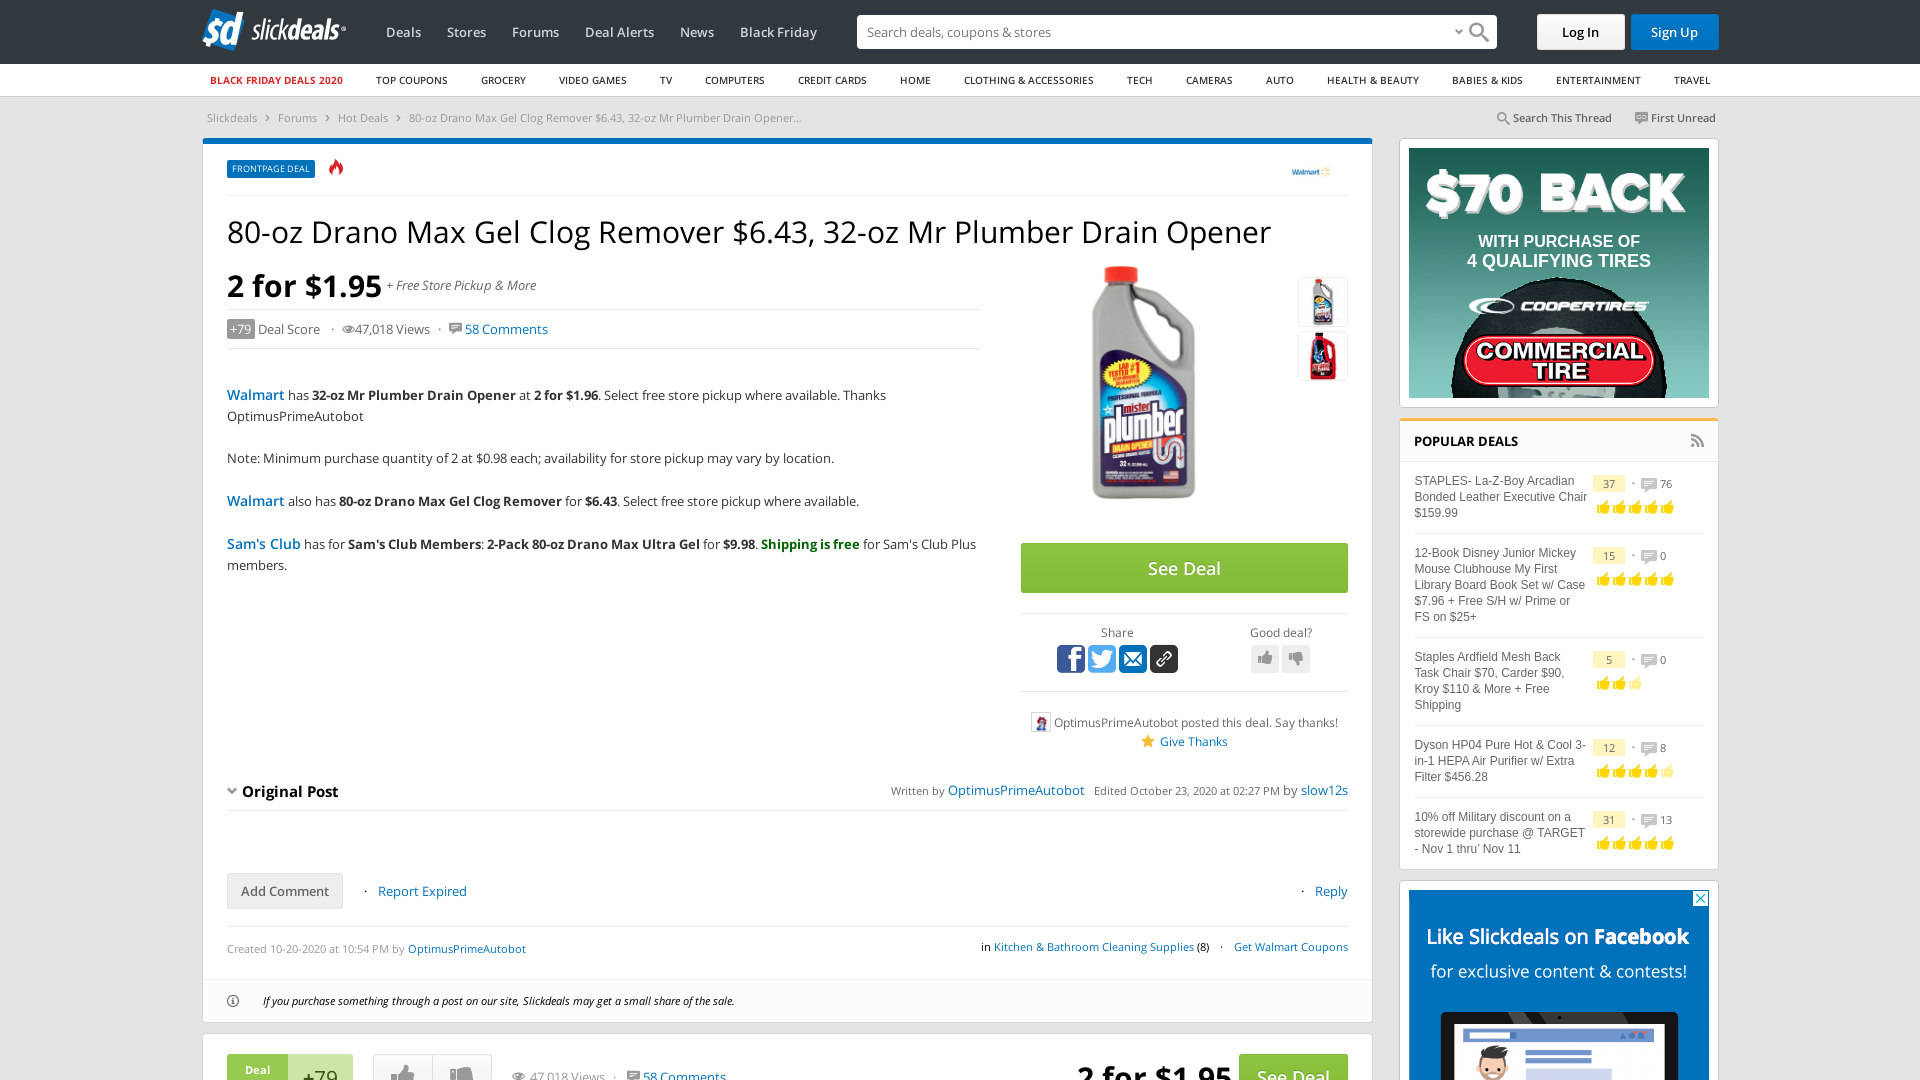 slickdeals
Deals
Stores
Forums
Deal Alerts
News
Black Friday
Search deals, coupons & stores
Log In
Sign Up
BLACK FRIDAY DEALS 2020
TOP COUPONS
GROCERY
VIDEO GAMES
TV
COMPUTERS
CREDIT CARDS
HOME
CLOTHING & ACCESSORIES
TECH
CAMERAS
AUTO
HEALTH & BEAUTY
BABIES & KIDS
ENTERTAINMENT
TRAVEL
Slickdeals > Forums > Hot Deals > 80-oz Drano Max Gel Clog Remover $6.43, 32-oz Mr Plumber Drain Opener...
Search This Thread
First Unread
FRONTPAGE DEAL
Walmart
80-oz Drano Max Gel Clog Remover $6.43, 32-oz Mr Plumber Drain Opener
2 for $1.95 + Free Store Pickup & More
+79 Deal Score · 47,018 Views · 58 Comments
Walmart has 32-oz Mr Plumber Drain Opener at 2 for $1.96. Select free store pickup where available. Thanks
OptimusPrimeAutobot
Note: Minimum purchase quantity of 2 at $0.98 each; availability for store pickup may vary by location.
Walmart also has 80-oz Drano Max Gel Clog Remover for $6.43. Select free store pickup where available.
Sam's Club has for Sam's Club Members: 2-Pack 80-oz Drano Max Ultra Gel for $9.98. Shipping is free for Sam's Club Plus
members.
LAB
TESTED #1
PROFESSIONAL FORMULA
mister
plumber
DRAIN OPENER
32
See Deal
Share
Good deal?
OptimusPrimeAutobot posted this deal. Say thanks!
Give Thanks
Original Post
Written by OptimusPrimeAutobot Edited October 23, 2020 at 02:27 PM by slow12s
Add Comment · Report Expired
· Reply
Created 10-20-2020 at 10:54 PM by OptimusPrimeAutobot
in Kitchen & Bathroom Cleaning Supplies (8) · Get Walmart Coupons
If you purchase something through a post on our site, Slickdeals may get a small share of the sale.
Deal
+79
47,018 Views · 58 Comments
2 for $1.95
See Deal
$70 BACK
WITH PURCHASE OF
4 QUALIFYING TIRES
COOPERTIRES
COMMERCIAL
TIRE
POPULAR DEALS
STAPLES- La-Z-Boy Arcadian
Bonded Leather Executive Chair
$159.99
37 · 76
12-Book Disney Junior Mickey
Mouse Clubhouse My First
Library Board Book Set w/ Case
$7.96 + Free S/H w/ Prime or
FS on $25+
15 · 0
Staples Ardfield Mesh Back
Task Chair $70, Carder $90,
Kroy $110 & More + Free
Shipping
5 · 0
Dyson HP04 Pure Hot & Cool 3-
in-1 HEPA Air Purifier w/ Extra
Filter $456.28
12 · 8
10% off Military discount on a
storewide purchase @ TARGET
- Nov 1 thru' Nov 11
31 · 13
Like Slickdeals on Facebook
for exclusive content & contests!